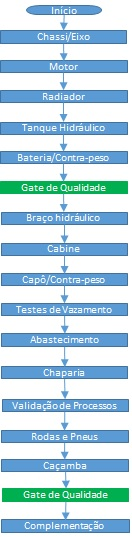 Inicio
Chassi/Eixo
Motor
Radiador
Tanque Hidráulico
Bateria/Contra-peso
Gate de Qualidade
Braço hidráulico
Cabine
Capô/Contra-peso
Testes de Vazamento
Abastecimento
Chaparia
Validação de Processos
Rodas e Pneus
Caçamba
Gate de Qualidade
Complementação